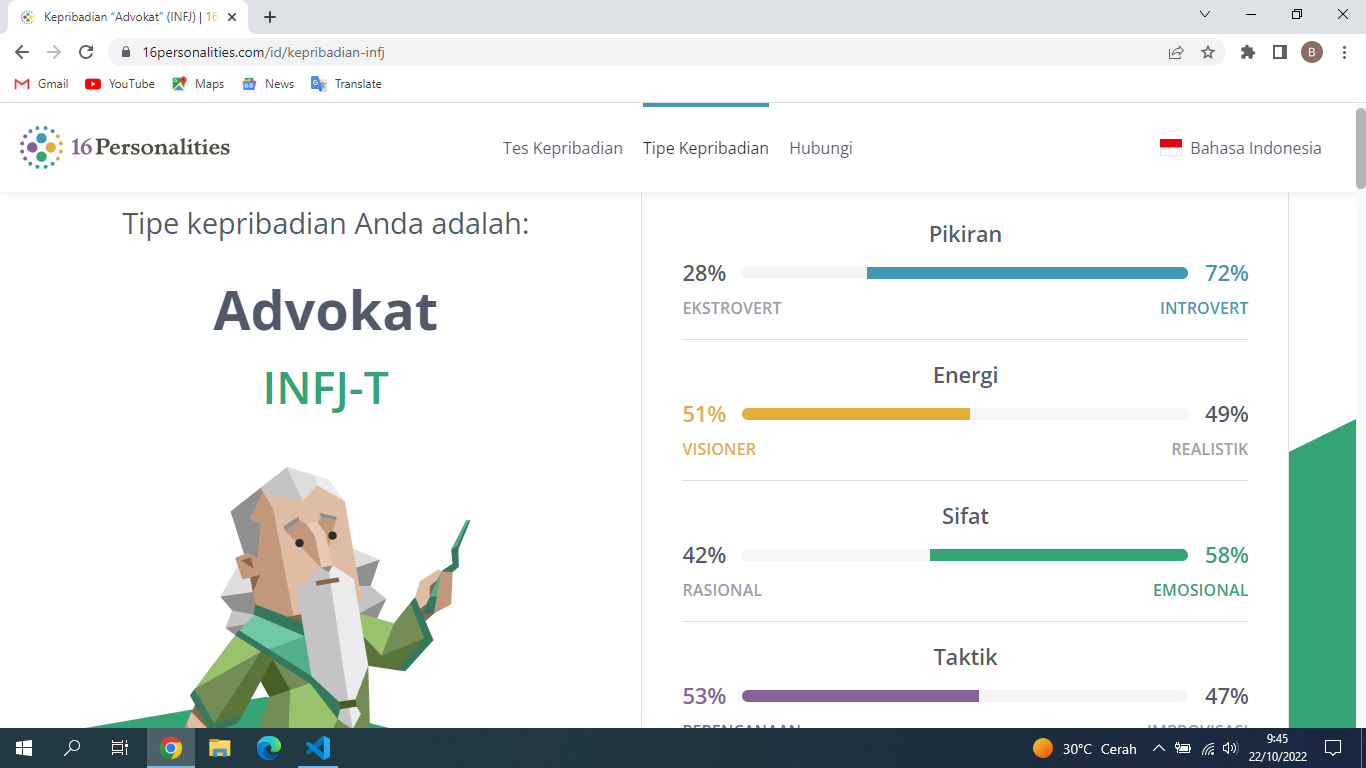 Kepribadian "Advokat" (INFJ) | 16
16personalities.com/id/kepribadian-infj
B
Gmail
YouTube
Maps
News
Translate
16Personalities
Tes Kepribadian
Tipe Kepribadian
Hubungi
Bahasa Indonesia
Tipe kepribadian Anda adalah:
Advokat
INFJ-T
Pikiran
28% 72%
EKSTROVERT INTROVERT
Energi
51% 49%
VISIONER REALISTIK
Sifat
42% 58%
RASIONAL EMOSIONAL
Taktik
53% 47%
PERENCANAAN IMPROVISASI
30°C Cerah
9:45
22/10/2022